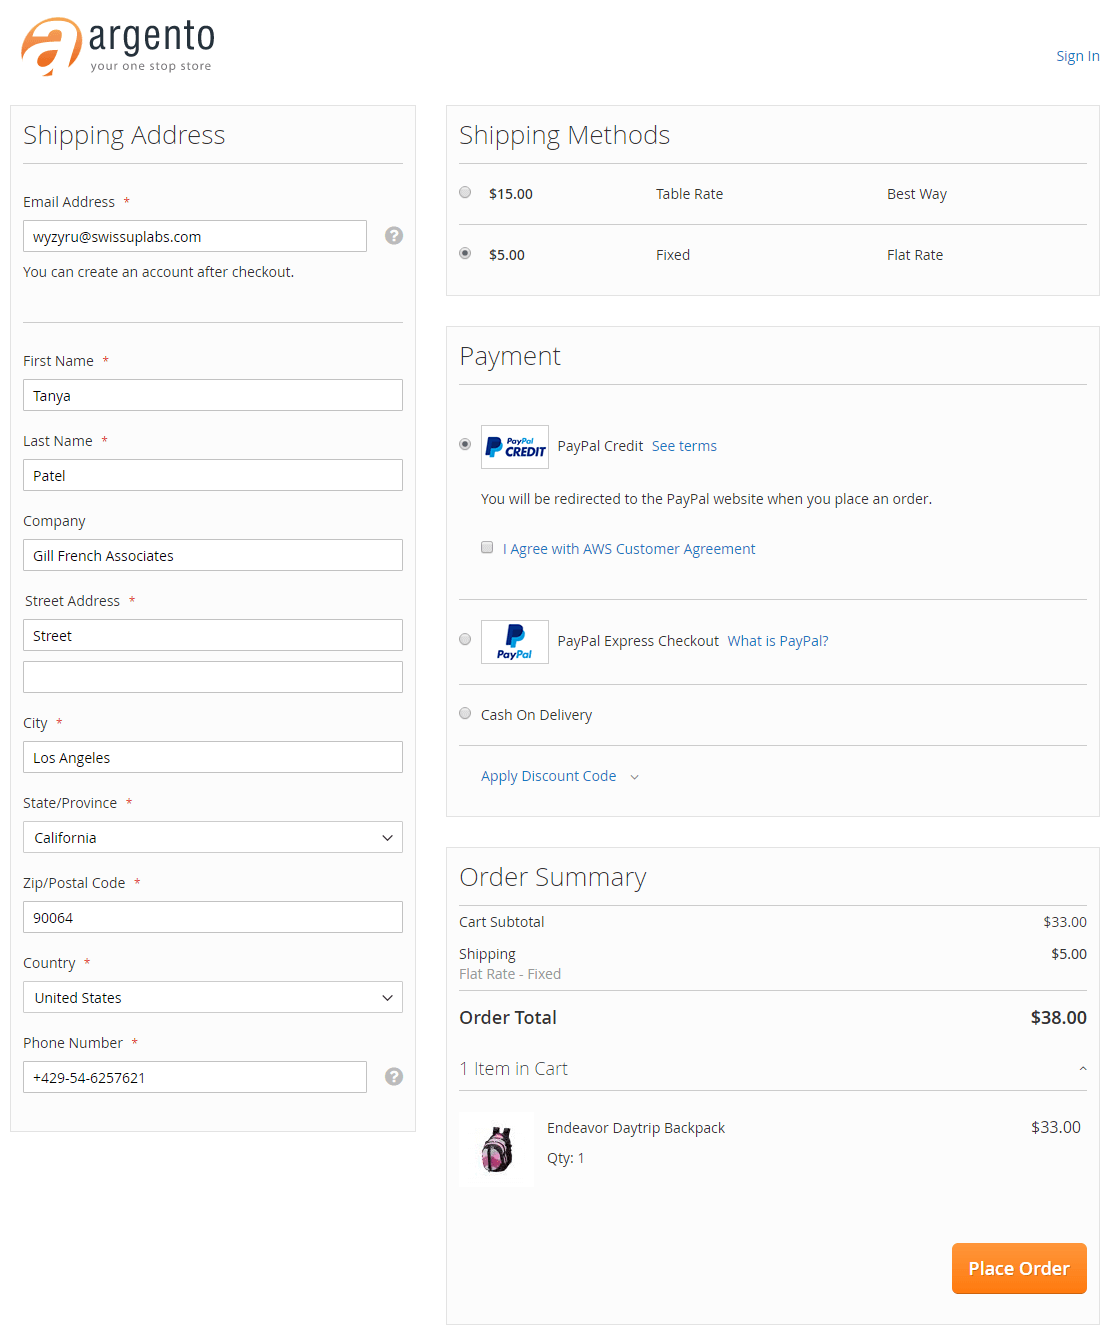 argento
your one stop store
Sign In
Shipping Address
Email Address *
wyzyru@swissuplabs.com
?
You can create an account after checkout.
First Name *
Tanya
Last Name *
Patel
Company
Gill French Associates
Street Address *
Street
City *
Los Angeles
State/Province *
California
Zip/Postal Code *
90064
Country *
United States
Phone Number *
+429-54-6257621
?
Shipping Methods
$15.00 Table Rate Best Way
$5.00 Fixed Flat Rate
Payment
PayPal CREDIT PayPal Credit See terms
You will be redirected to the PayPal website when you place an order.
I Agree with AWS Customer Agreement
PayPal PayPal Express Checkout What is PayPal?
Cash On Delivery
Apply Discount Code
Order Summary
Cart Subtotal $33.00
Shipping $5.00
Flat Rate - Fixed
Order Total $38.00
1 Item in Cart
Endeavor Daytrip Backpack $33.00
Qty: 1
Place Order